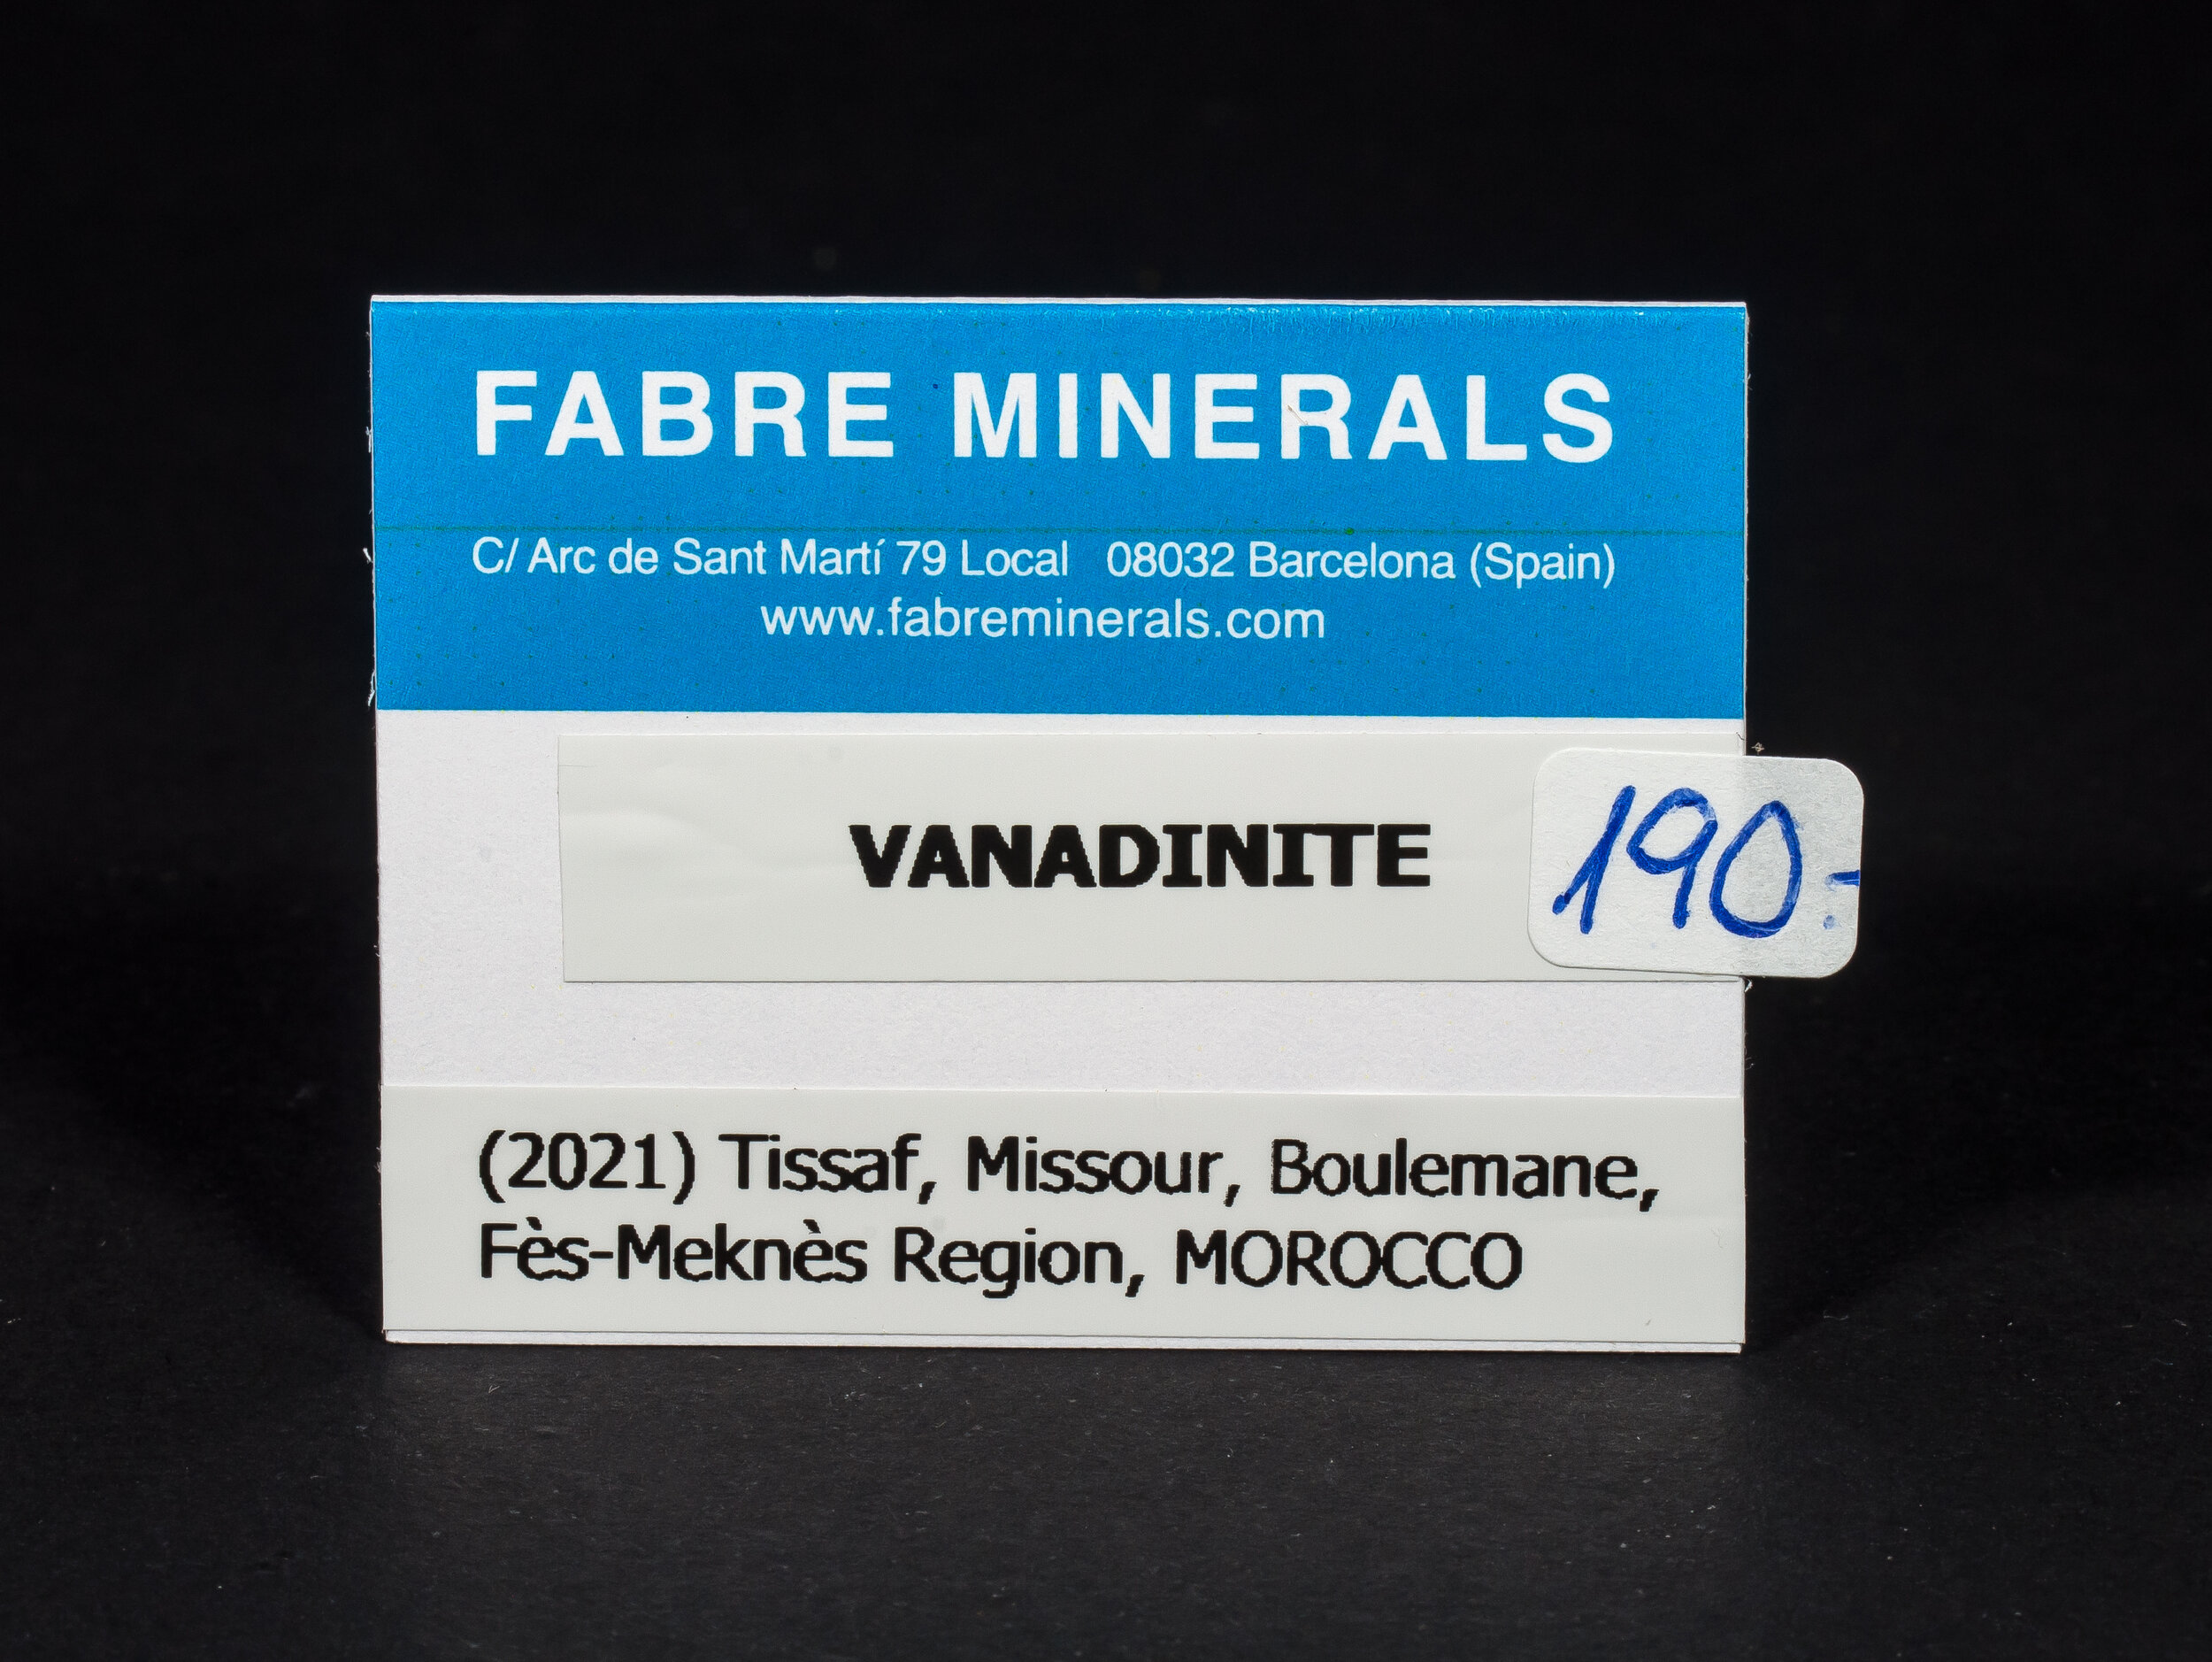 FABRE MINERALS
C/ Arc de Sant Martí 79 Local 08032 Barcelona (Spain)
www.fabreminerals.com
VANADINITE
190.-
(2021) Tissaf, Missour, Boulemane,
Fès-Meknès Region, MOROCCO